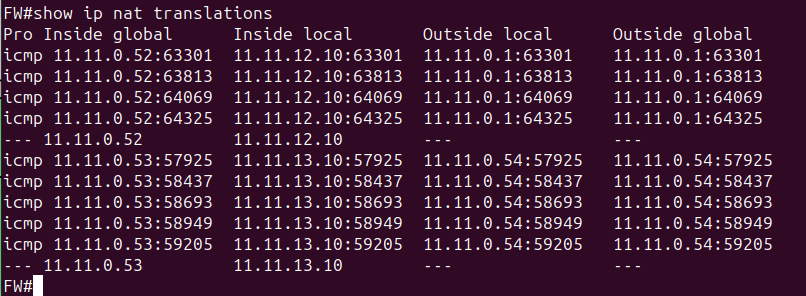 FW#show ip nat translations
Pro Inside global      Inside local       Outside local      Outside global
icmp 11.11.0.52:63301  11.11.12.10:63301  11.11.0.1:63301    11.11.0.1:63301
icmp 11.11.0.52:63813  11.11.12.10:63813  11.11.0.1:63813    11.11.0.1:63813
icmp 11.11.0.52:64069  11.11.12.10:64069  11.11.0.1:64069    11.11.0.1:64069
icmp 11.11.0.52:64325  11.11.12.10:64325  11.11.0.1:64325    11.11.0.1:64325
--- 11.11.0.52         11.11.12.10        ---                ---
icmp 11.11.0.53:57925  11.11.13.10:57925  11.11.0.54:57925   11.11.0.54:57925
icmp 11.11.0.53:58437  11.11.13.10:58437  11.11.0.54:58437   11.11.0.54:58437
icmp 11.11.0.53:58693  11.11.13.10:58693  11.11.0.54:58693   11.11.0.54:58693
icmp 11.11.0.53:58949  11.11.13.10:58949  11.11.0.54:58949   11.11.0.54:58949
icmp 11.11.0.53:59205  11.11.13.10:59205  11.11.0.54:59205   11.11.0.54:59205
--- 11.11.0.53         11.11.13.10        ---                ---
FW#